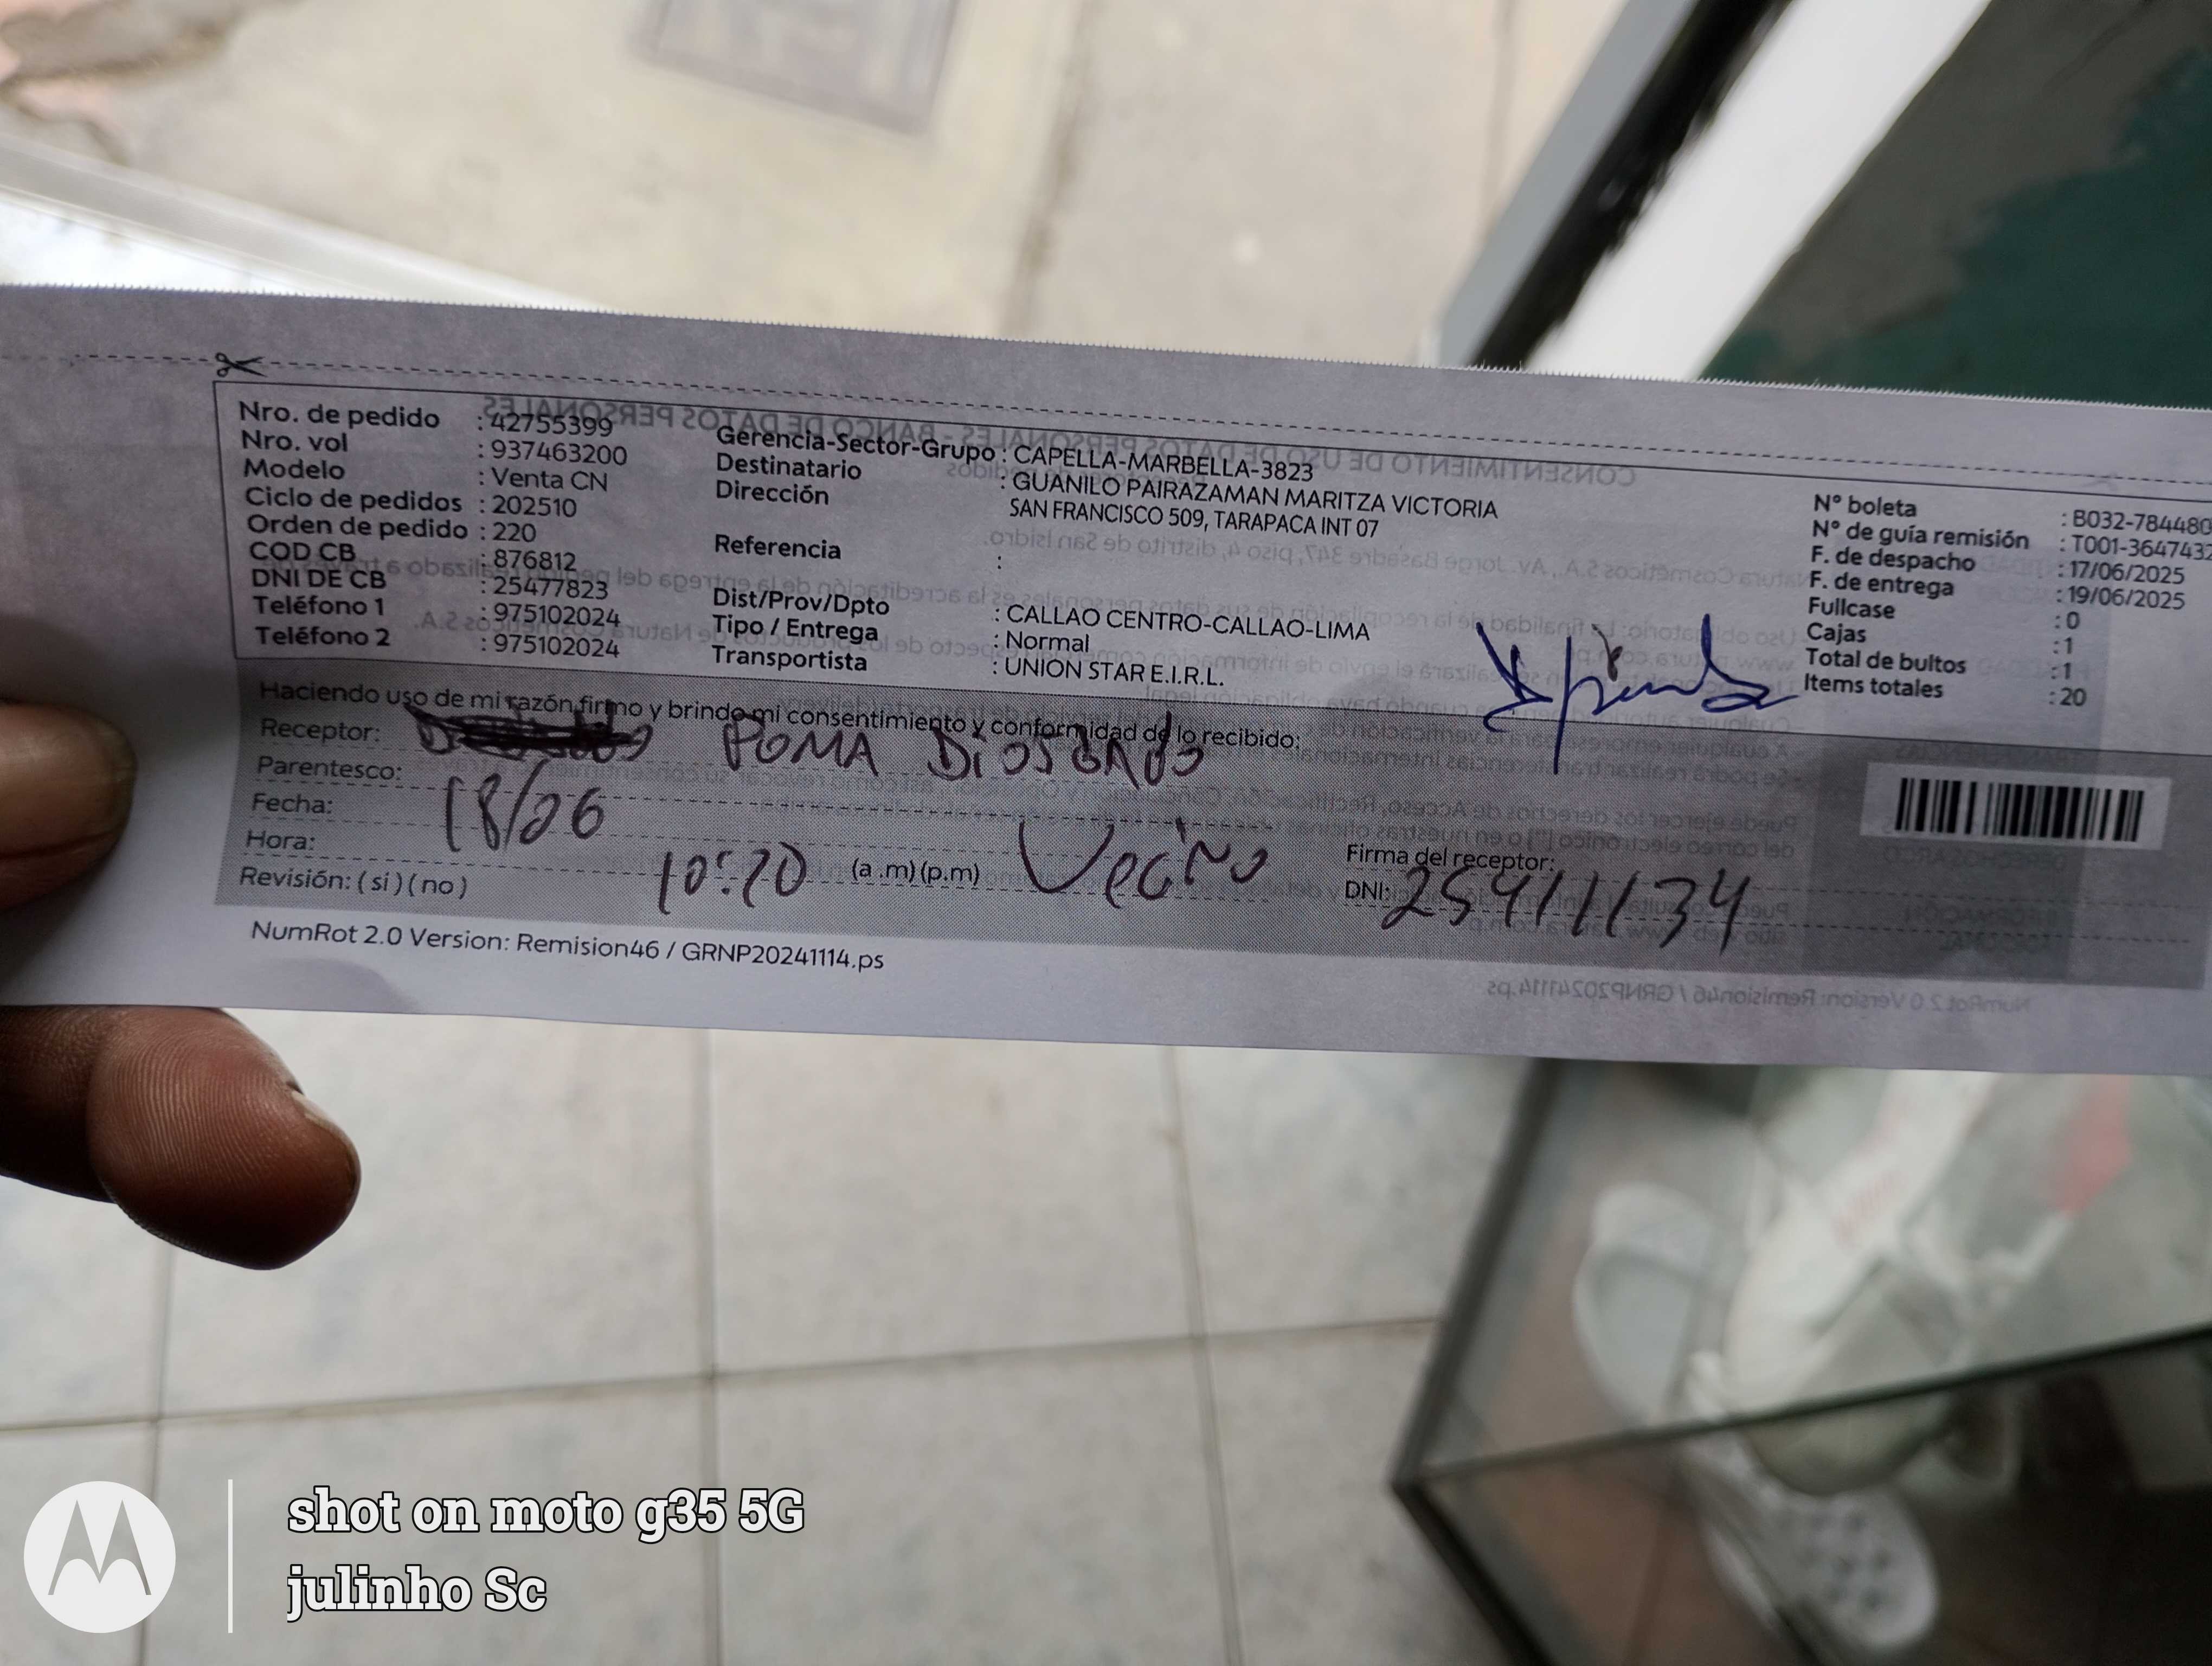 Nro. de pedido : 42755399
Nro. vol : 937463200
Modelo : Venta CN
Ciclo de pedidos : 202510
Orden de pedido : 220
COD CB : 876812
DNI DE CB : 25477823
Teléfono 1 : 975102024
Teléfono 2 : 975102024
Gerencia-Sector-Grupo : CAPELLA-MARBELLA-3823
Destinatario : GUANILO PAIRAZAMAN MARITZA VICTORIA
Dirección SAN FRANCISCO 509, TARAPACA INT 07
Referencia :
Dist/Prov/Dpto : CALLAO CENTRO-CALLAO-LIMA
Tipo / Entrega : Normal
Transportista : UNION STAR E.I.R.L.
N° boleta : B032-784480
N° de guía remisión : T001-3647432
F. de despacho : 17/06/2025
F. de entrega : 19/06/2025
Fullcase : 0
Cajas : 1
Total de bultos : 1
Items totales : 20
Haciendo uso de mi razón firmo y brindo mi consentimiento y conformidad de lo recibido:
Receptor: POMA DiOSDADO
Parentesco:
Fecha: 18/06
Hora: 10:20 (a.m)(p.m) Vecino
Revisión: ( si ) ( no )
Firma del receptor:
DNI:
NumRot 2.0 Version: Remision46 / GRNP20241114.ps
shot on moto g35 5G
julinho Sc